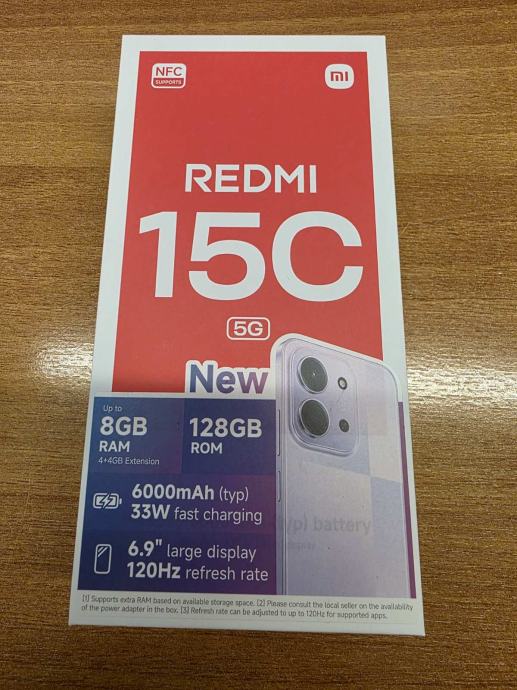 NFC
SUPPORTS
mi
REDMI
15C
5G
New
Up to
8GB
RAM
4+4GB Extension
128GB
ROM
6000mAh (typ)
33W fast charging
(typ) battery
6.9" large display
120Hz refresh rate
[1] Supports extra RAM based on available storage space. (2) Please consult the local seller on the availability
of the power adapter in the box. [3] Refresh rate can be adjusted to up to 120Hz for supported apps.